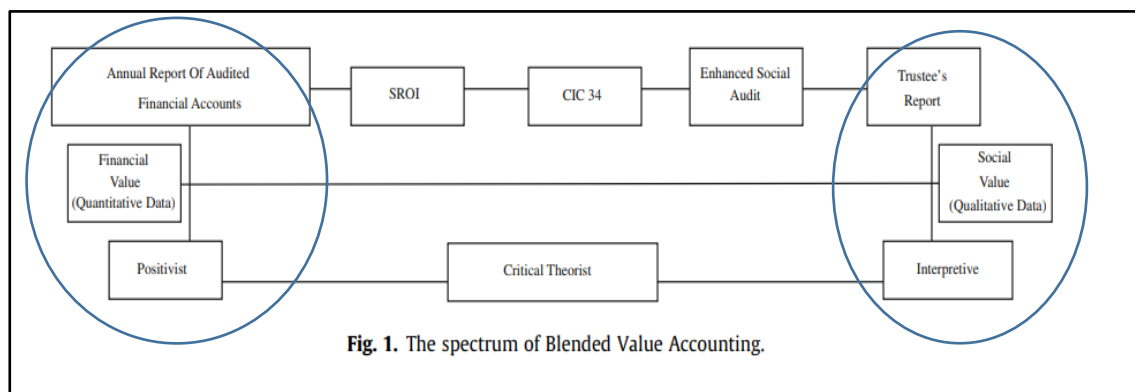 Annual Report Of Audited
Financial Accounts
SROI
CIC 34
Enhanced Social
Audit
Trustee's
Report
Financial
Value
(Quantitative Data)
Social
Value
(Qualitative Data)
Positivist
Critical Theorist
Interpretive
Fig. 1. The spectrum of Blended Value Accounting.